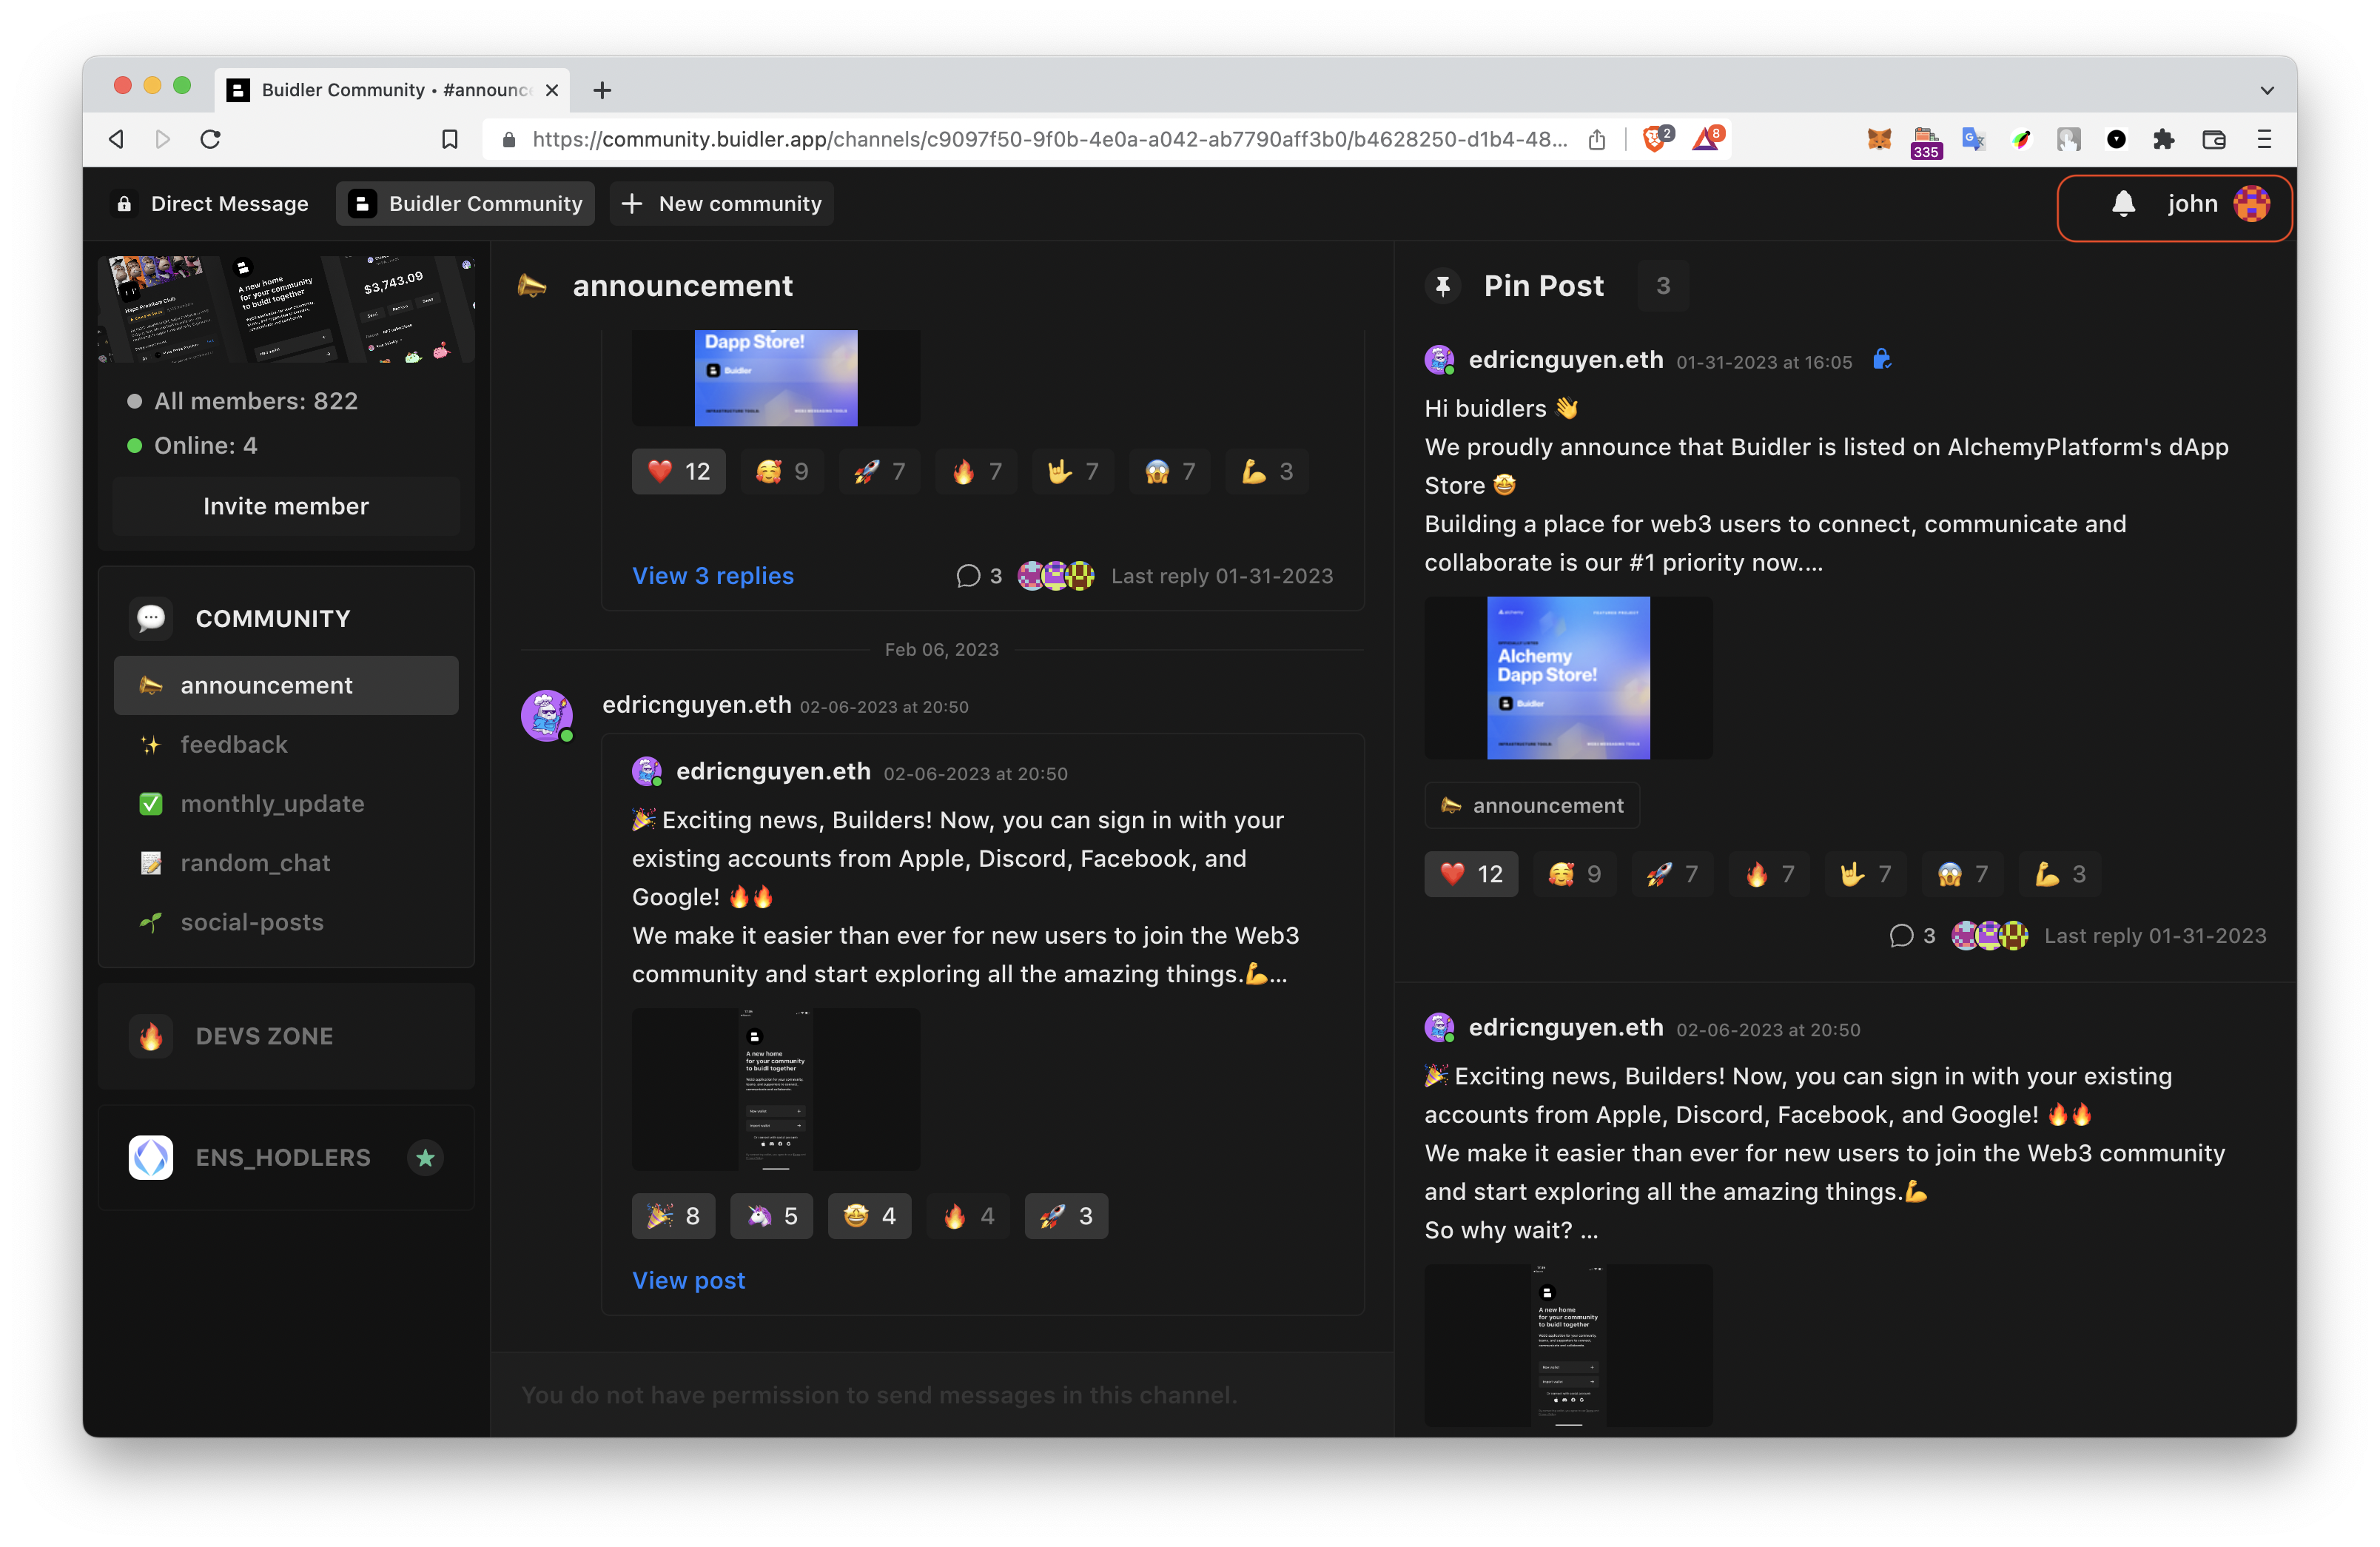 Buidler Community • #announc
https://community.buidler.app/channels/c9097f50-9f0b-4e0a-a042-ab7790aff3b0/b4628250-d1b4-48...
2
8
335
Direct Message
Buidler Community
New community
john
A new home
for your community
to buidl together
$3,743.09
All members: 822
Online: 4
Invite member
COMMUNITY
announcement
feedback
monthly_update
random_chat
social-posts
DEVS ZONE
ENS_HODLERS
announcement
Dapp Store!
Buidler
12
9
7
7
7
7
3
View 3 replies
3
Last reply 01-31-2023
Feb 06, 2023
edricnguyen.eth 02-06-2023 at 20:50
edricnguyen.eth 02-06-2023 at 20:50
🎉 Exciting news, Builders! Now, you can sign in with your
existing accounts from Apple, Discord, Facebook, and
Google! 🔥🔥
We make it easier than ever for new users to join the Web3
community and start exploring all the amazing things.💪...
A new home
for your community
to buidl together
8
5
4
4
3
View post
You do not have permission to send messages in this channel.
Pin Post
3
edricnguyen.eth 01-31-2023 at 16:05
Hi buidlers 👋
We proudly announce that Buidler is listed on AlchemyPlatform's dApp
Store 🤩
Building a place for web3 users to connect, communicate and
collaborate is our #1 priority now....
Alchemy
Dapp Store!
Buidler
announcement
12
9
7
7
7
7
3
3
Last reply 01-31-2023
edricnguyen.eth 02-06-2023 at 20:50
🎉 Exciting news, Builders! Now, you can sign in with your existing
accounts from Apple, Discord, Facebook, and Google! 🔥🔥
We make it easier than ever for new users to join the Web3 community
and start exploring all the amazing things.💪
So why wait? ...
A new home
for your community
to buidl together